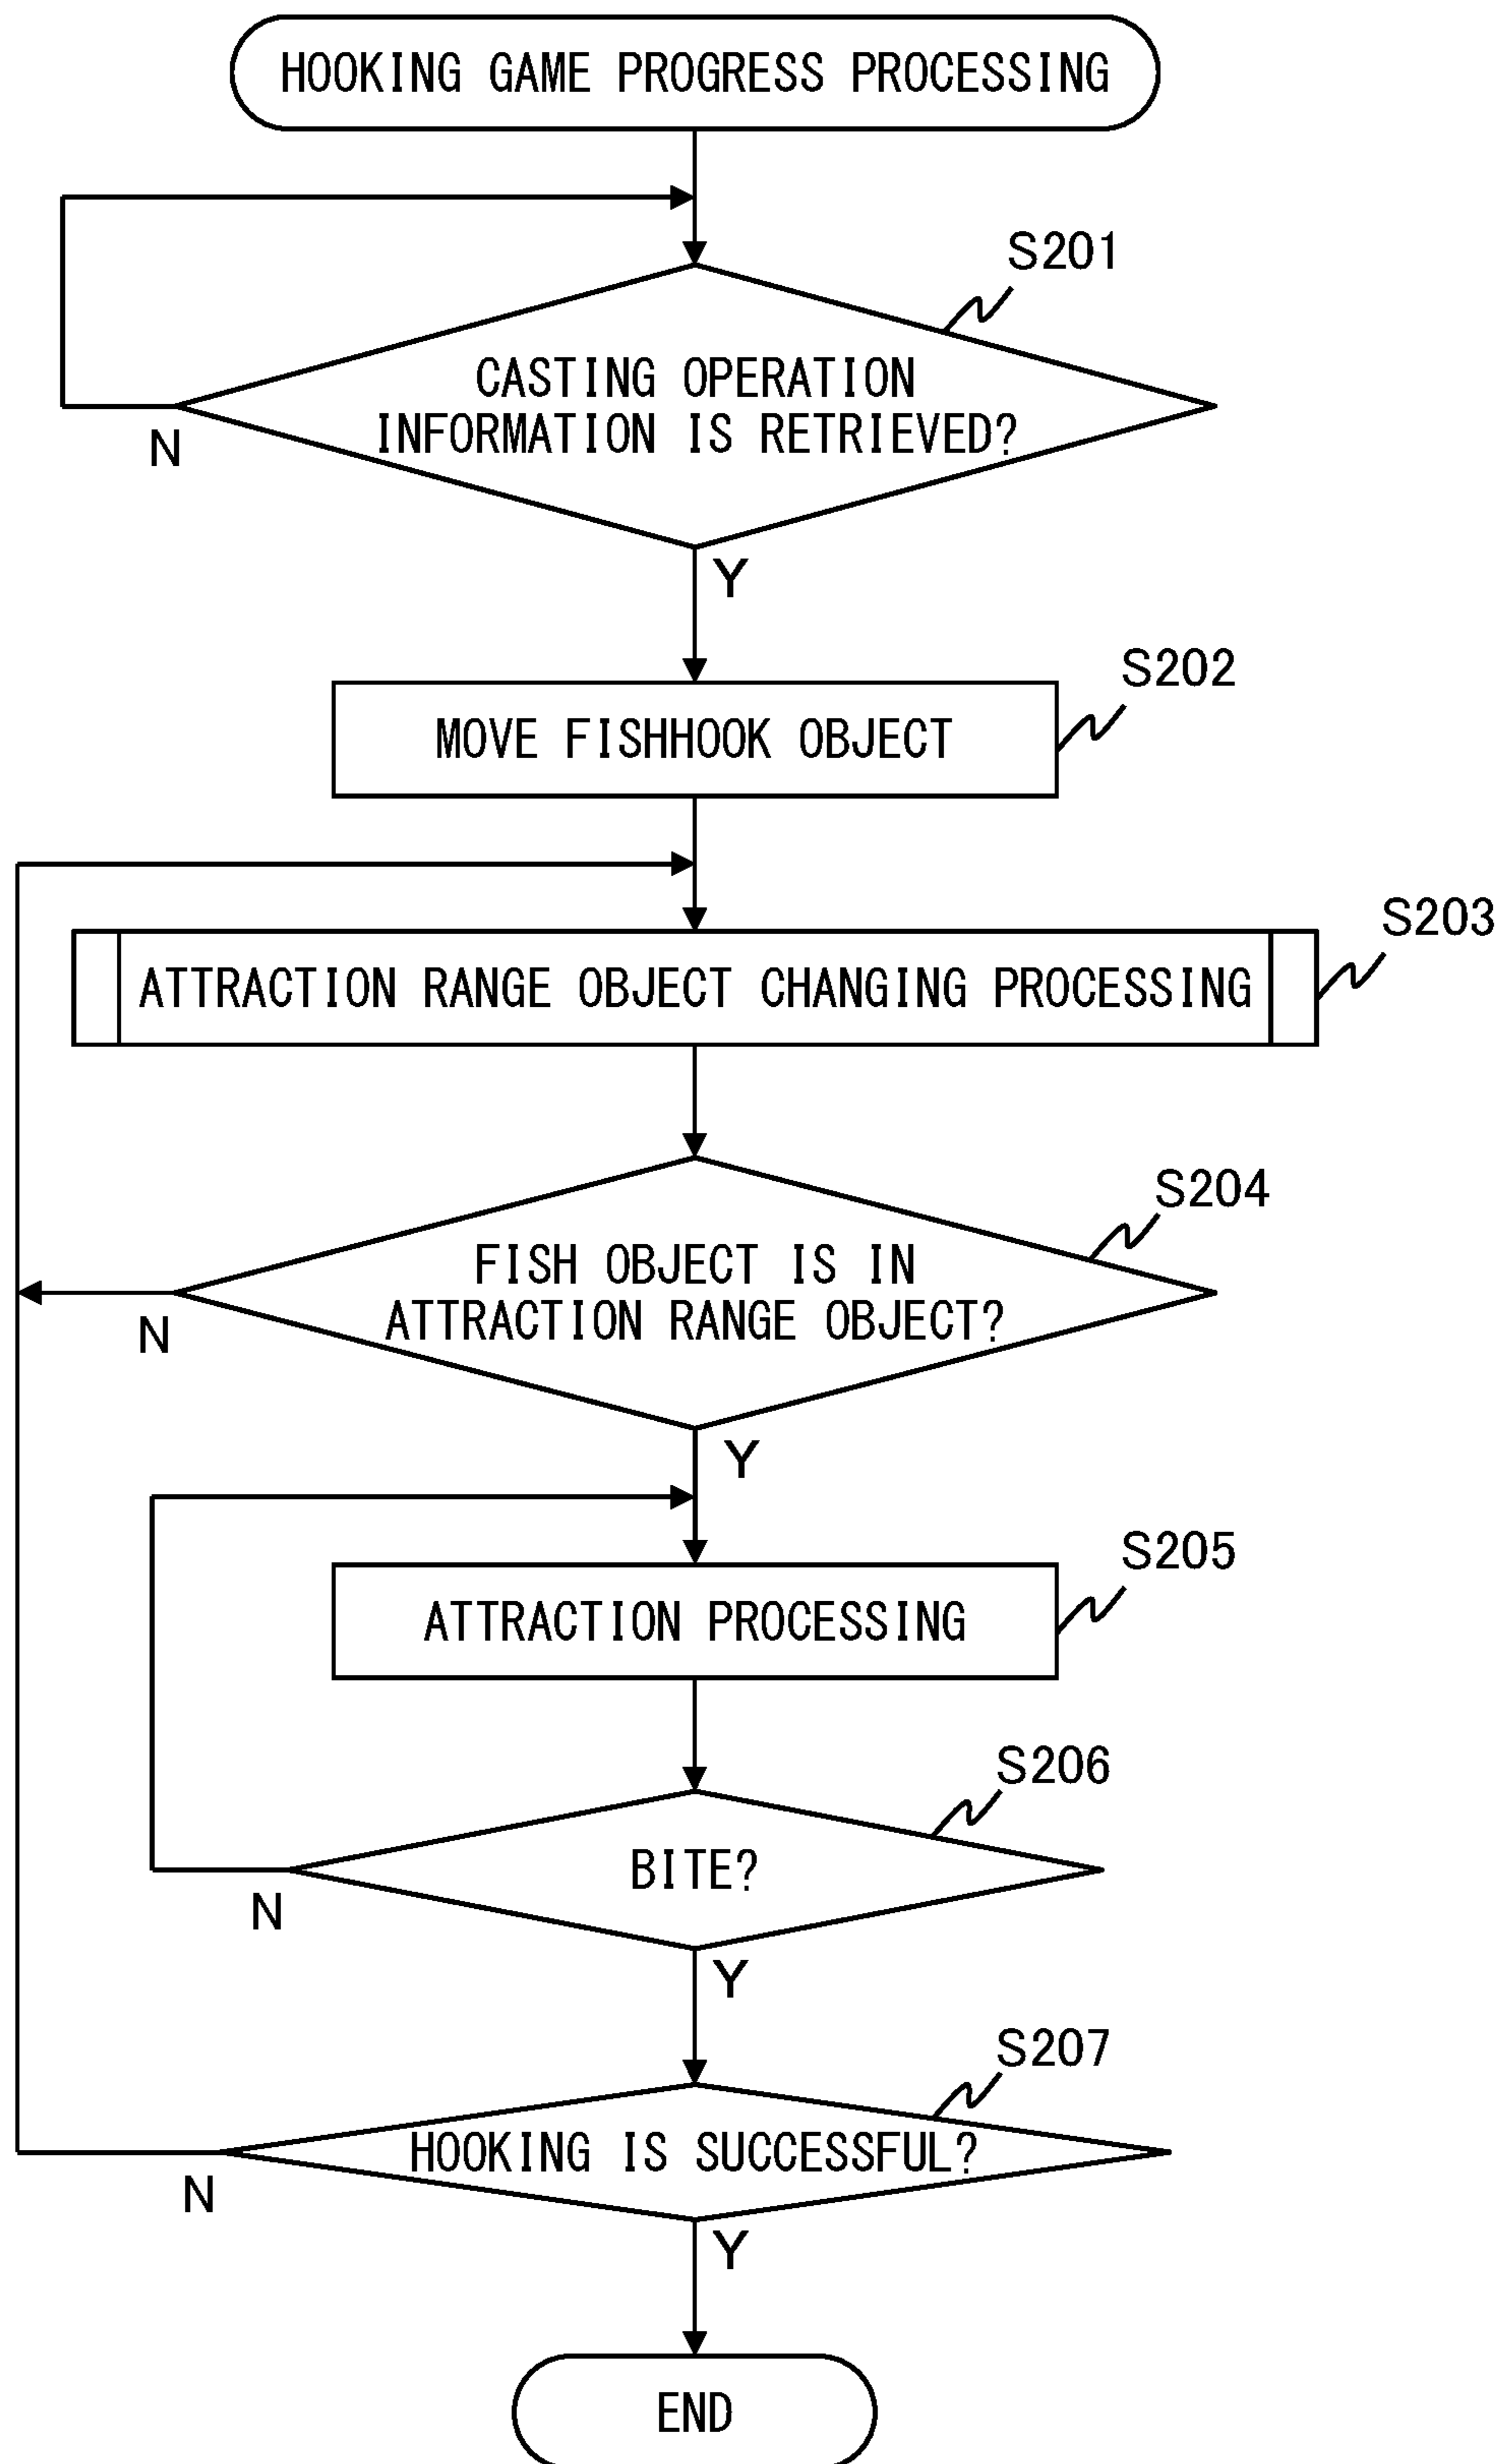 HOOKING GAME PROGRESS PROCESSING
S201
CASTING OPERATION
INFORMATION IS RETRIEVED?
N
Y
S202
MOVE FISHHOOK OBJECT
S203
ATTRACTION RANGE OBJECT CHANGING PROCESSING
S204
FISH OBJECT IS IN
ATTRACTION RANGE OBJECT?
N
Y
S205
ATTRACTION PROCESSING
S206
BITE?
N
Y
S207
HOOKING IS SUCCESSFUL?
N
Y
END